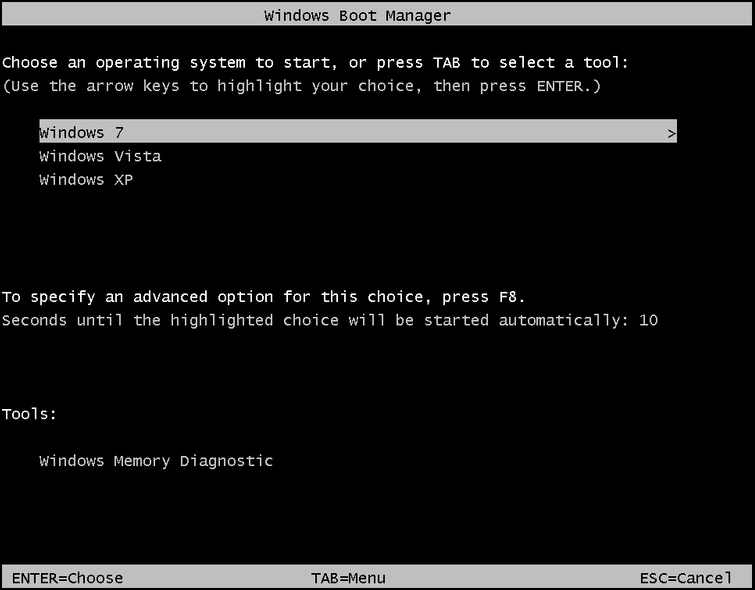 Windows Boot Manager
Choose an operating system to start, or press TAB to select a tool:
(Use the arrow keys to highlight your choice, then press ENTER.)
Windows 7 >
Windows Vista
Windows XP
To specify an advanced option for this choice, press F8.
Seconds until the highlighted choice will be started automatically: 10
Tools:
Windows Memory Diagnostic
ENTER=Choose TAB=Menu ESC=Cancel